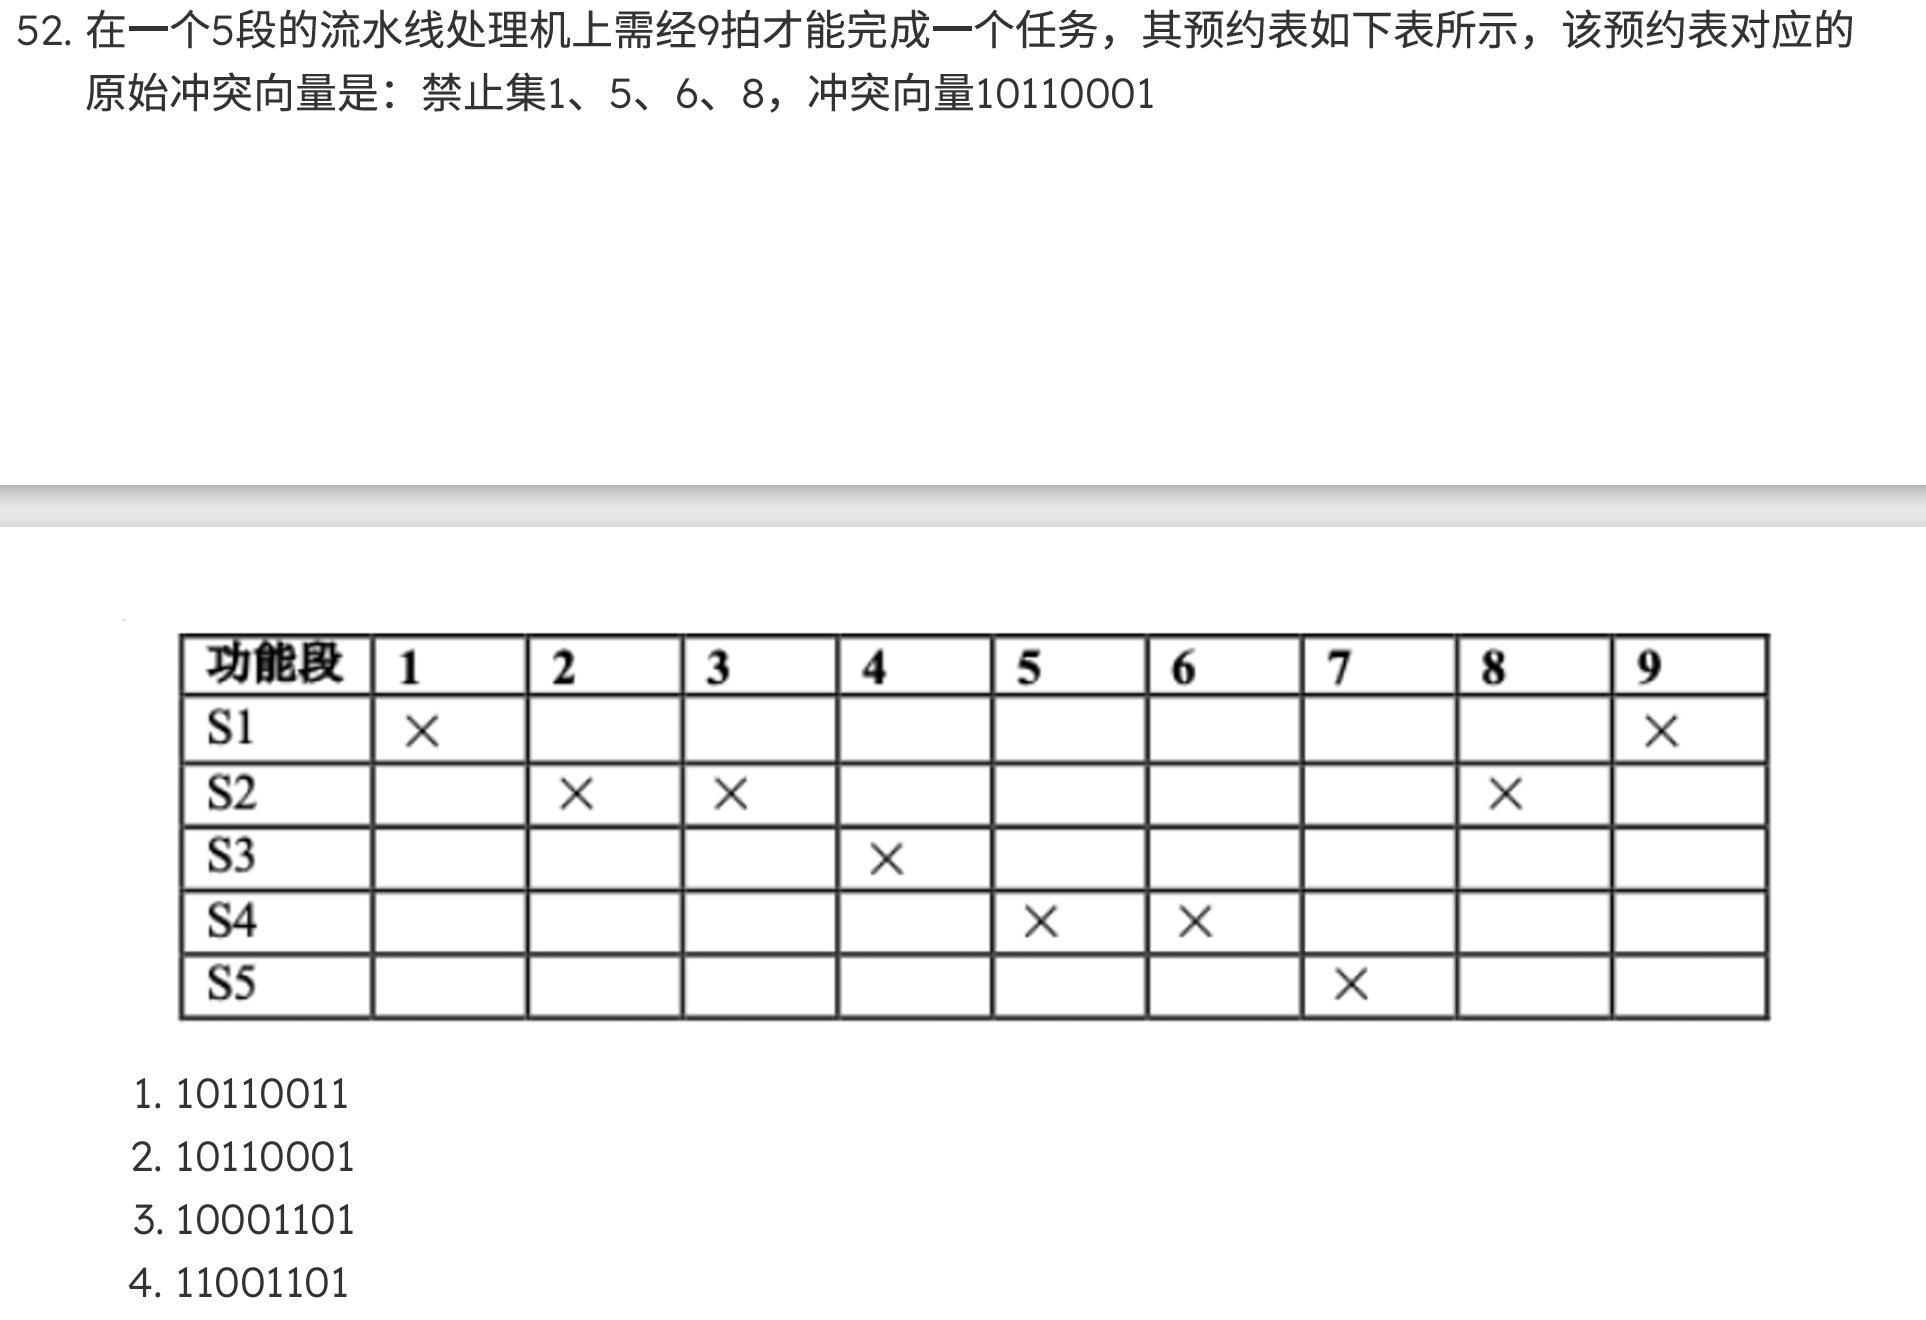 52. 在一个5段的流水线处理机上需经9拍才能完成一个任务，其预约表如下表所示，该预约表对应的
原始冲突向量是：禁止集1、5、6、8，冲突向量10110001
功能段 1 2 3 4 5 6 7 8 9
S1 × ×
S2 × × ×
S3 ×
S4 × ×
S5 ×
1. 10110011
2. 10110001
3. 10001101
4. 11001101